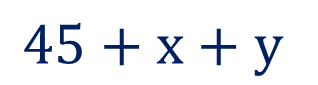 45 + x + y